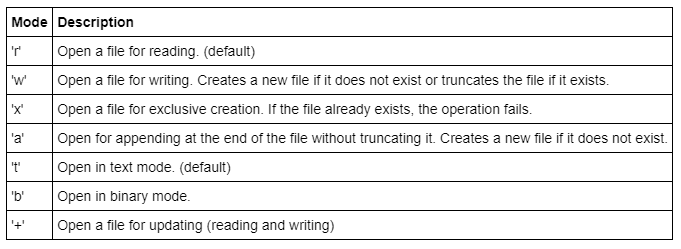 Mode Description
'r' Open a file for reading. (default)
'w' Open a file for writing. Creates a new file if it does not exist or truncates the file if it exists.
'x' Open a file for exclusive creation. If the file already exists, the operation fails.
'a' Open for appending at the end of the file without truncating it. Creates a new file if it does not exist.
't' Open in text mode. (default)
'b' Open in binary mode.
'+' Open a file for updating (reading and writing)